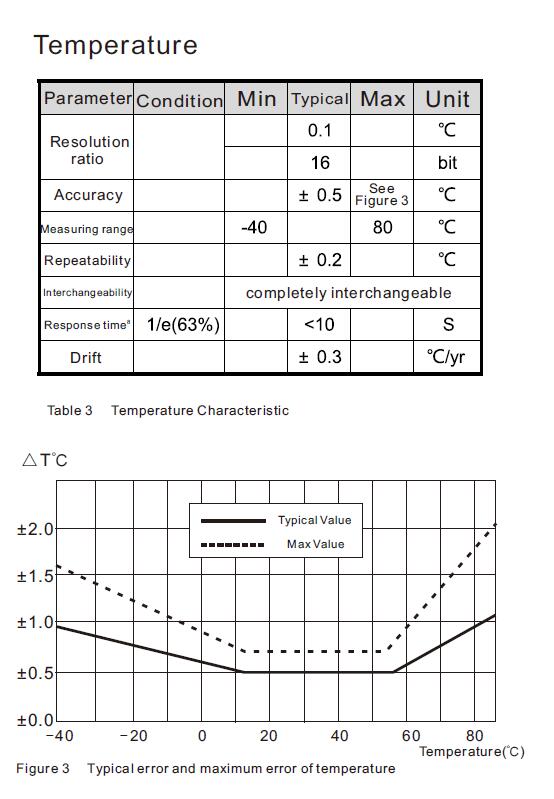 Temperature
Parameter Condition Min Typical Max Unit
Resolution ratio 0.1 ℃
16 bit
Accuracy ± 0.5 See Figure 3 ℃
Measuring range -40 80 ℃
Repeatability ± 0.2 ℃
Interchangeability completely interchangeable
Response timeª 1/e(63%) <10 S
Drift ± 0.3 ℃/yr
Table 3 Temperature Characteristic
△T℃
Typical Value
Max Value
±2.0
±1.5
±1.0
±0.5
±0.0
−40 −20 0 20 40 60 80
Temperature(℃)
Figure 3 Typical error and maximum error of temperature